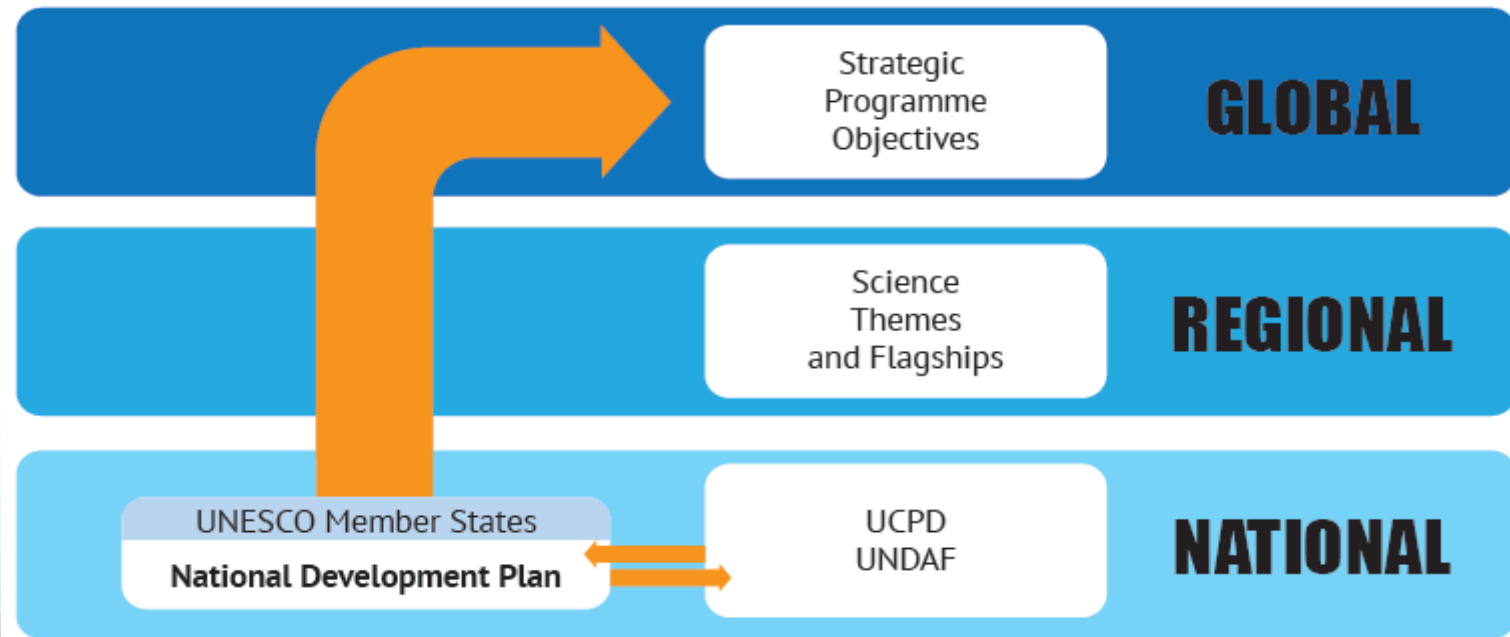 Strategic
Programme
Objectives
GLOBAL
Science
Themes
and Flagships
REGIONAL
UNESCO Member States
National Development Plan
UCPD
UNDAF
NATIONAL